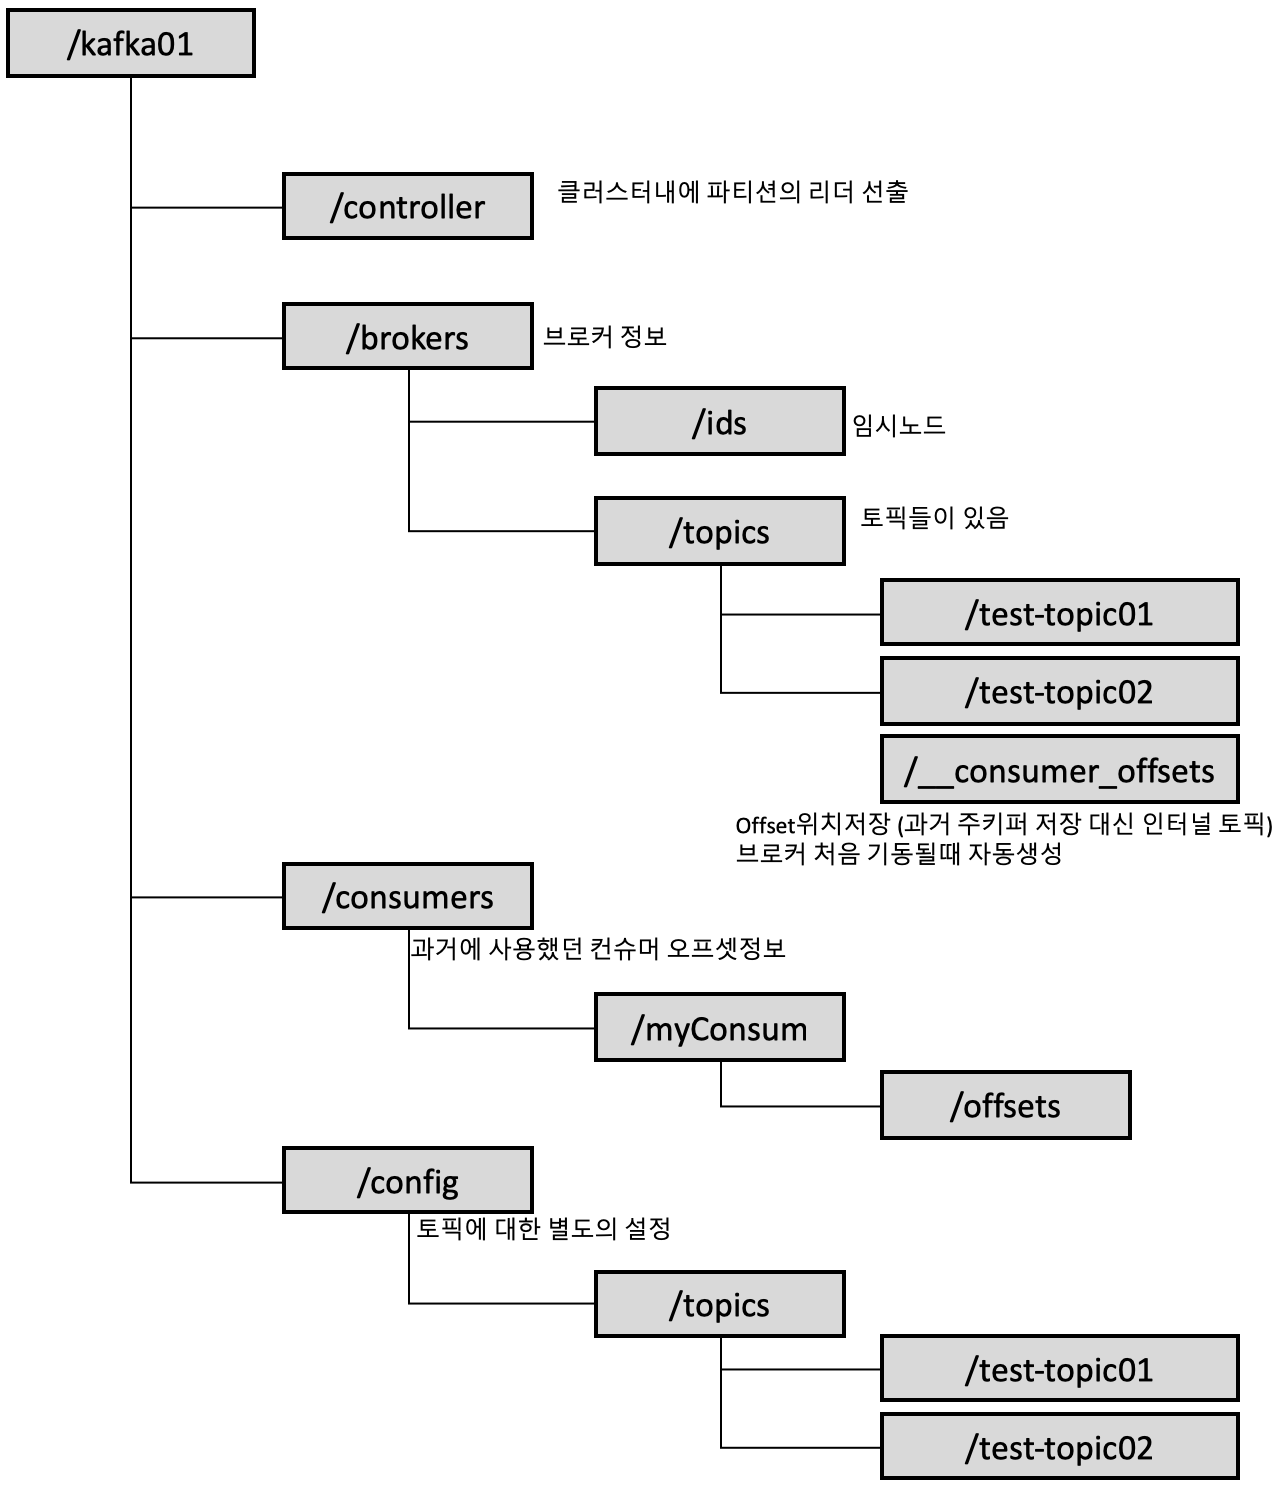 /kafka01
/controller
클러스터내에 파티션의 리더 선출
/brokers
브로커 정보
/ids
임시노드
/topics
토픽들이 있음
/test-topic01
/test-topic02
/__consumer_offsets
Offset위치저장 (과거 주키퍼 저장 대신 인터널 토픽)
브로커 처음 기동될때 자동생성
/consumers
과거에 사용했던 컨슈머 오프셋정보
/myConsum
/offsets
/config
토픽에 대한 별도의 설정
/topics
/test-topic01
/test-topic02